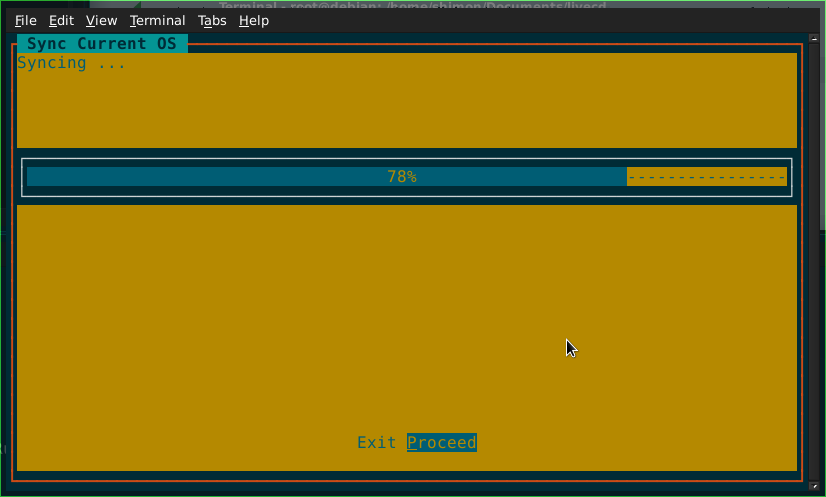 Terminal - root@debian: /home/shimon/Documents/livecd
File Edit View Terminal Tabs Help
Sync Current OS
Syncing ...
78%----------------
Exit Proceed